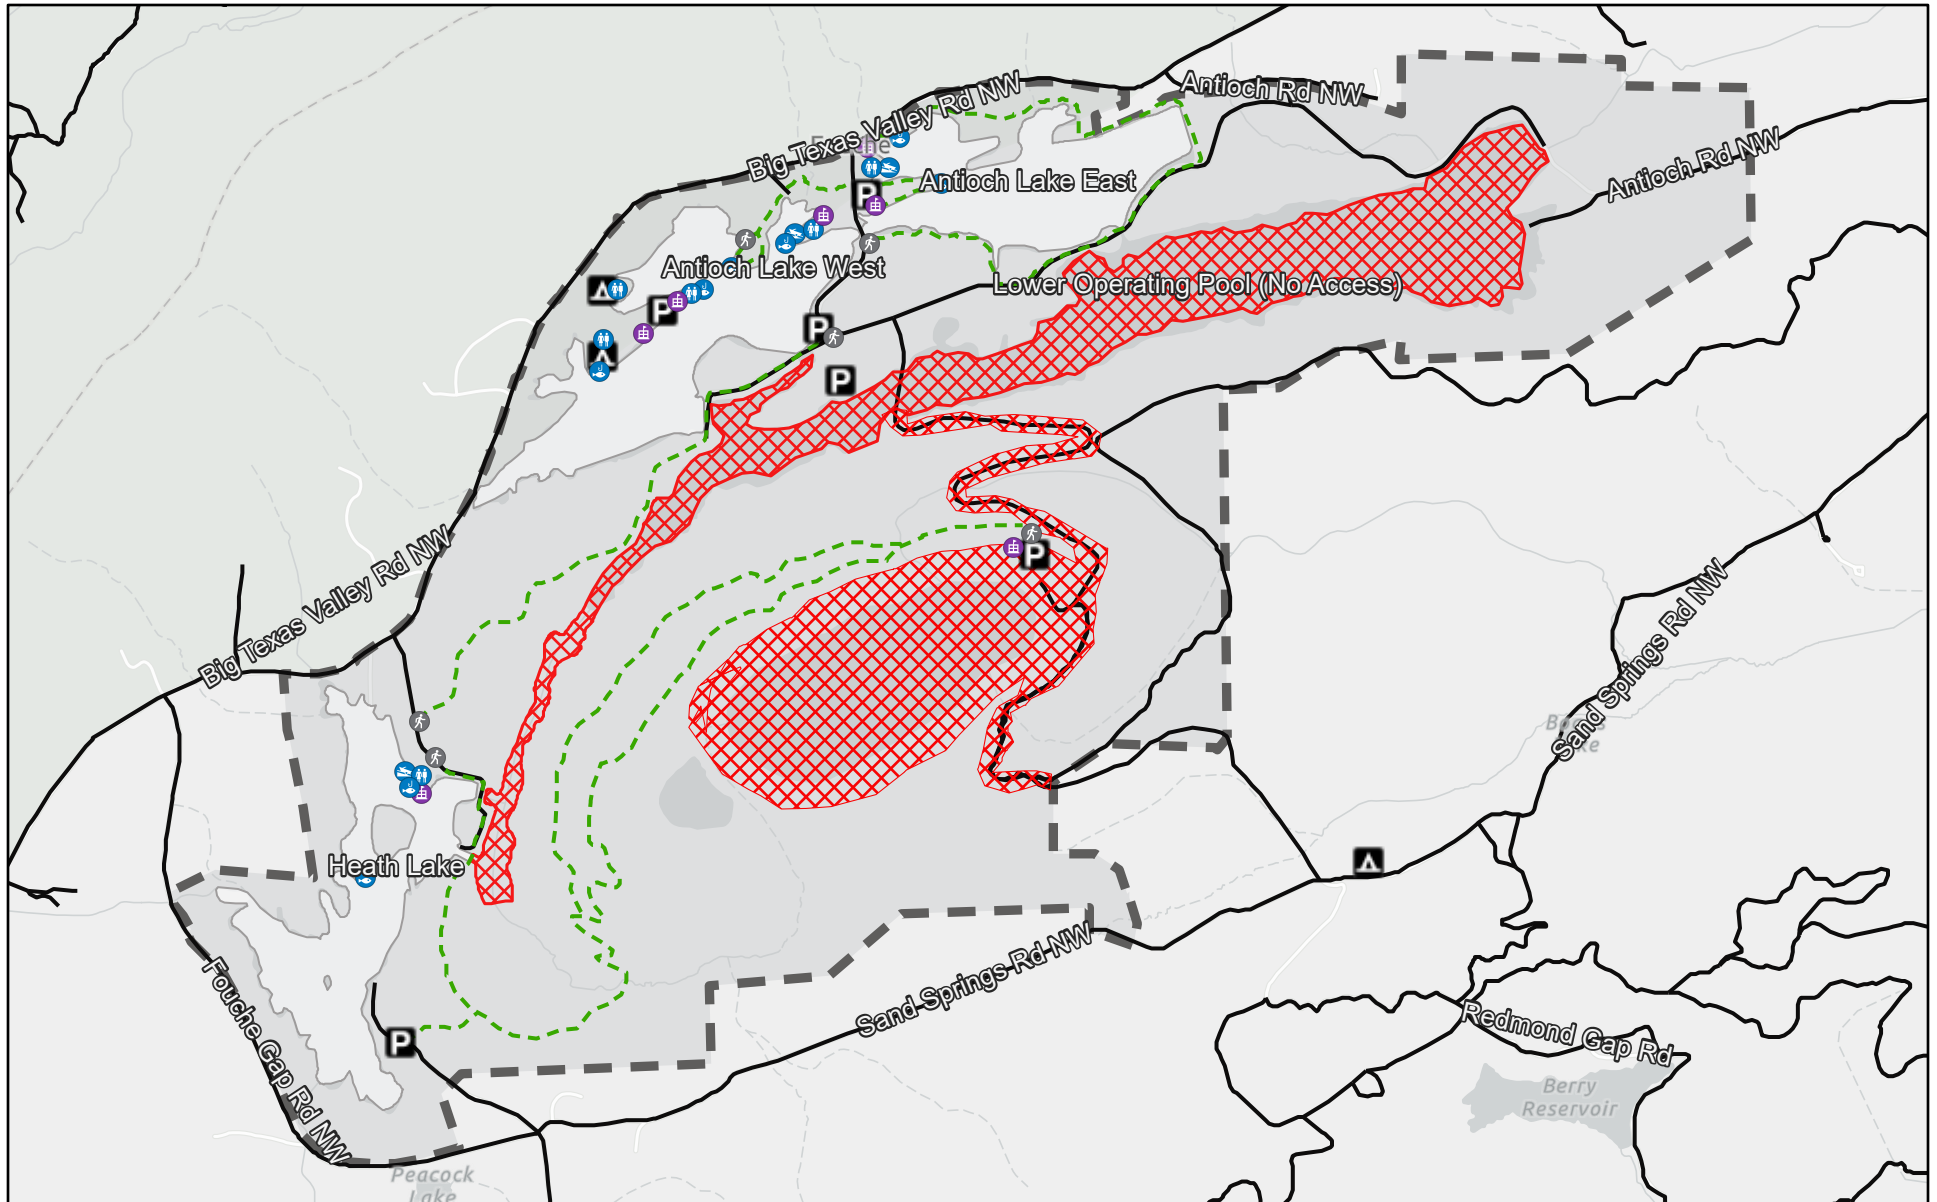 Big Texas Valley Rd NW
Antioch Rd NW
Antioch Rd NW
P
Antioch Lake East
Antioch Lake West
Lower Operating Pool (No Access)
P
P
P
Big Texas Valley Rd NW
P
Sand Springs Rd NW
Heath Lake
Sand Springs Rd NW
Fouche Gap Rd NW
P
Redmond Gap Rd
Berry
Reservoir
Peacock
Lake